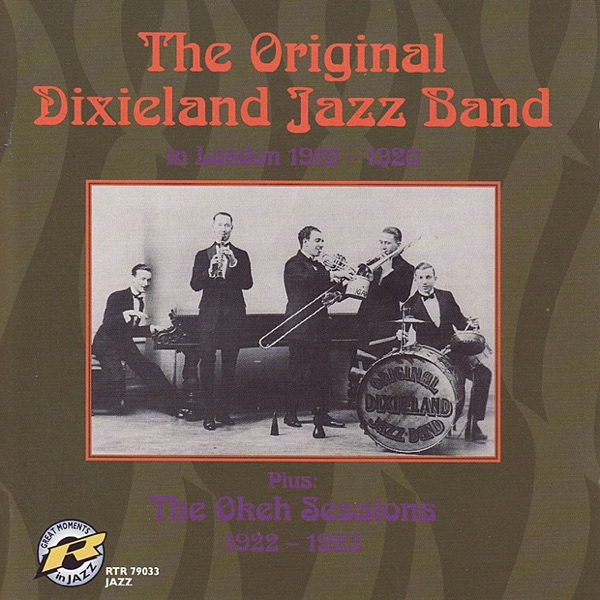 The Original
Dixieland Jazz Band
in London 1919 - 1920
ORIGINAL
DIXIELAND
JAZZ BAND
Plus:
The Okeh Sessions
1922 - 1923
GREAT MOMENTS
R
in JAZZ
RTR 79033
JAZZ